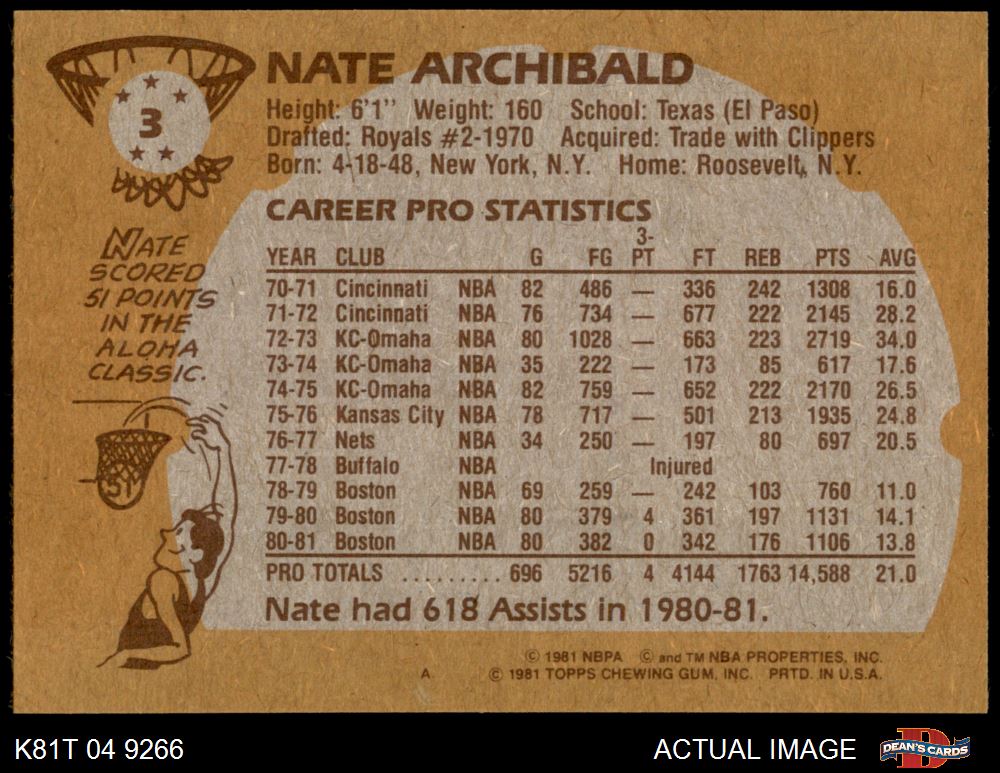 NATE ARCHIBALD
3
Height: 6'1'' Weight: 160 School: Texas (El Paso)
Drafted: Royals #2-1970 Acquired: Trade with Clippers
Born: 4-18-48, New York, N.Y. Home: Roosevelt, N.Y.
CAREER PRO STATISTICS
YEAR CLUB G FG 3-PT FT REB PTS AVG
70-71 Cincinnati NBA 82 486 — 336 242 1308 16.0
71-72 Cincinnati NBA 76 734 — 677 222 2145 28.2
72-73 KC-Omaha NBA 80 1028 — 663 223 2719 34.0
73-74 KC-Omaha NBA 35 222 — 173 85 617 17.6
74-75 KC-Omaha NBA 82 759 — 652 222 2170 26.5
75-76 Kansas City NBA 78 717 — 501 213 1935 24.8
76-77 Nets NBA 34 250 — 197 80 697 20.5
77-78 Buffalo NBA Injured
78-79 Boston NBA 69 259 — 242 103 760 11.0
79-80 Boston NBA 80 379 4 361 197 1131 14.1
80-81 Boston NBA 80 382 0 342 176 1106 13.8
PRO TOTALS ......... 696 5216 4 4144 1763 14,588 21.0
Nate had 618 Assists in 1980-81.
NATE
SCORED
51 POINTS
IN THE
ALOHA
CLASSIC.
51
© 1981 NBPA © and TM NBA PROPERTIES, INC.
A © 1981 TOPPS CHEWING GUM, INC. PRTD. IN U.S.A.
K81T 04 9266 ACTUAL IMAGE
D
DEAN'S CARDS